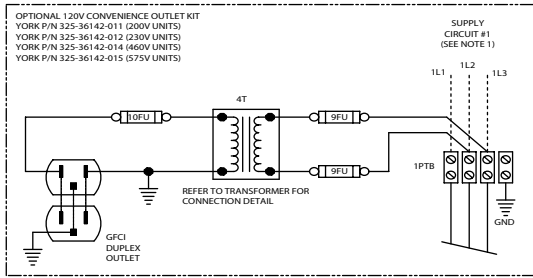 OPTIONAL 120V CONVENIENCE OUTLET KIT
YORK P/N 325-36142-011 (200V UNITS)
YORK P/N 325-36142-012 (230V UNITS)
YORK P/N 325-36142-014 (460V UNITS)
YORK P/N 325-36142-015 (575V UNITS)
SUPPLY
CIRCUIT #1
(SEE NOTE 1)
1L1
1L2
1L3
4T
10FU
9FU
9FU
1PTB
REFER TO TRANSFORMER FOR
CONNECTION DETAIL
GND
GFCI
DUPLEX
OUTLET